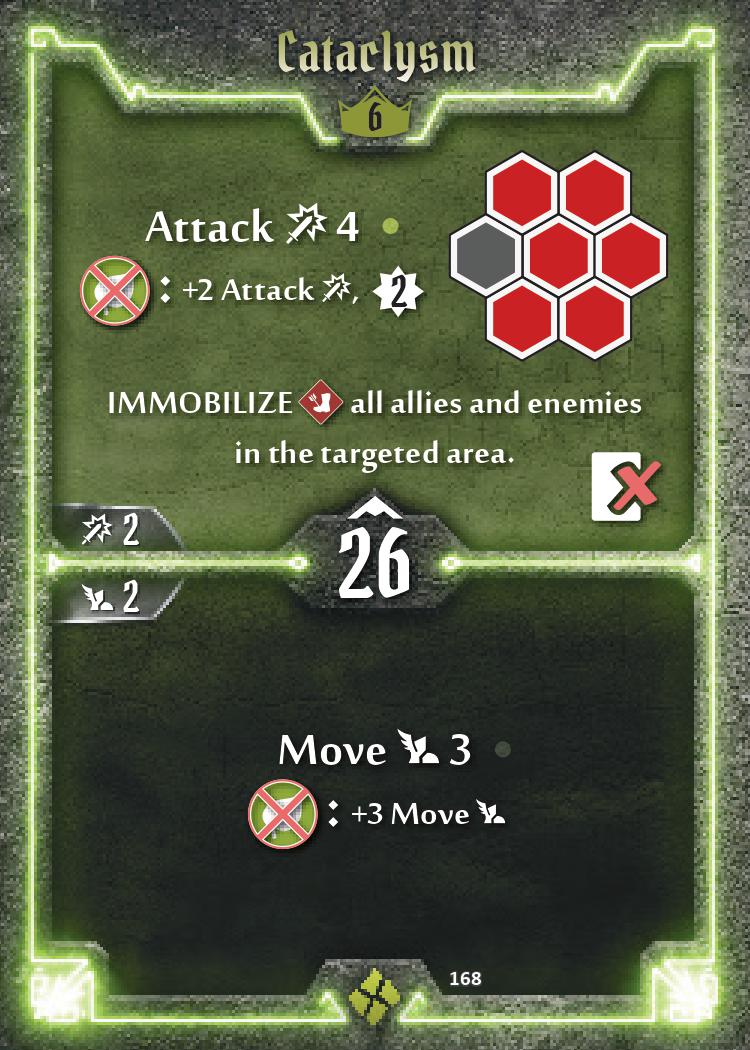 Cataclysm
6
Attack 4
: +2 Attack , 2
IMMOBILIZE all allies and enemies
in the targeted area.
2
26
2
Move 3
: +3 Move
168